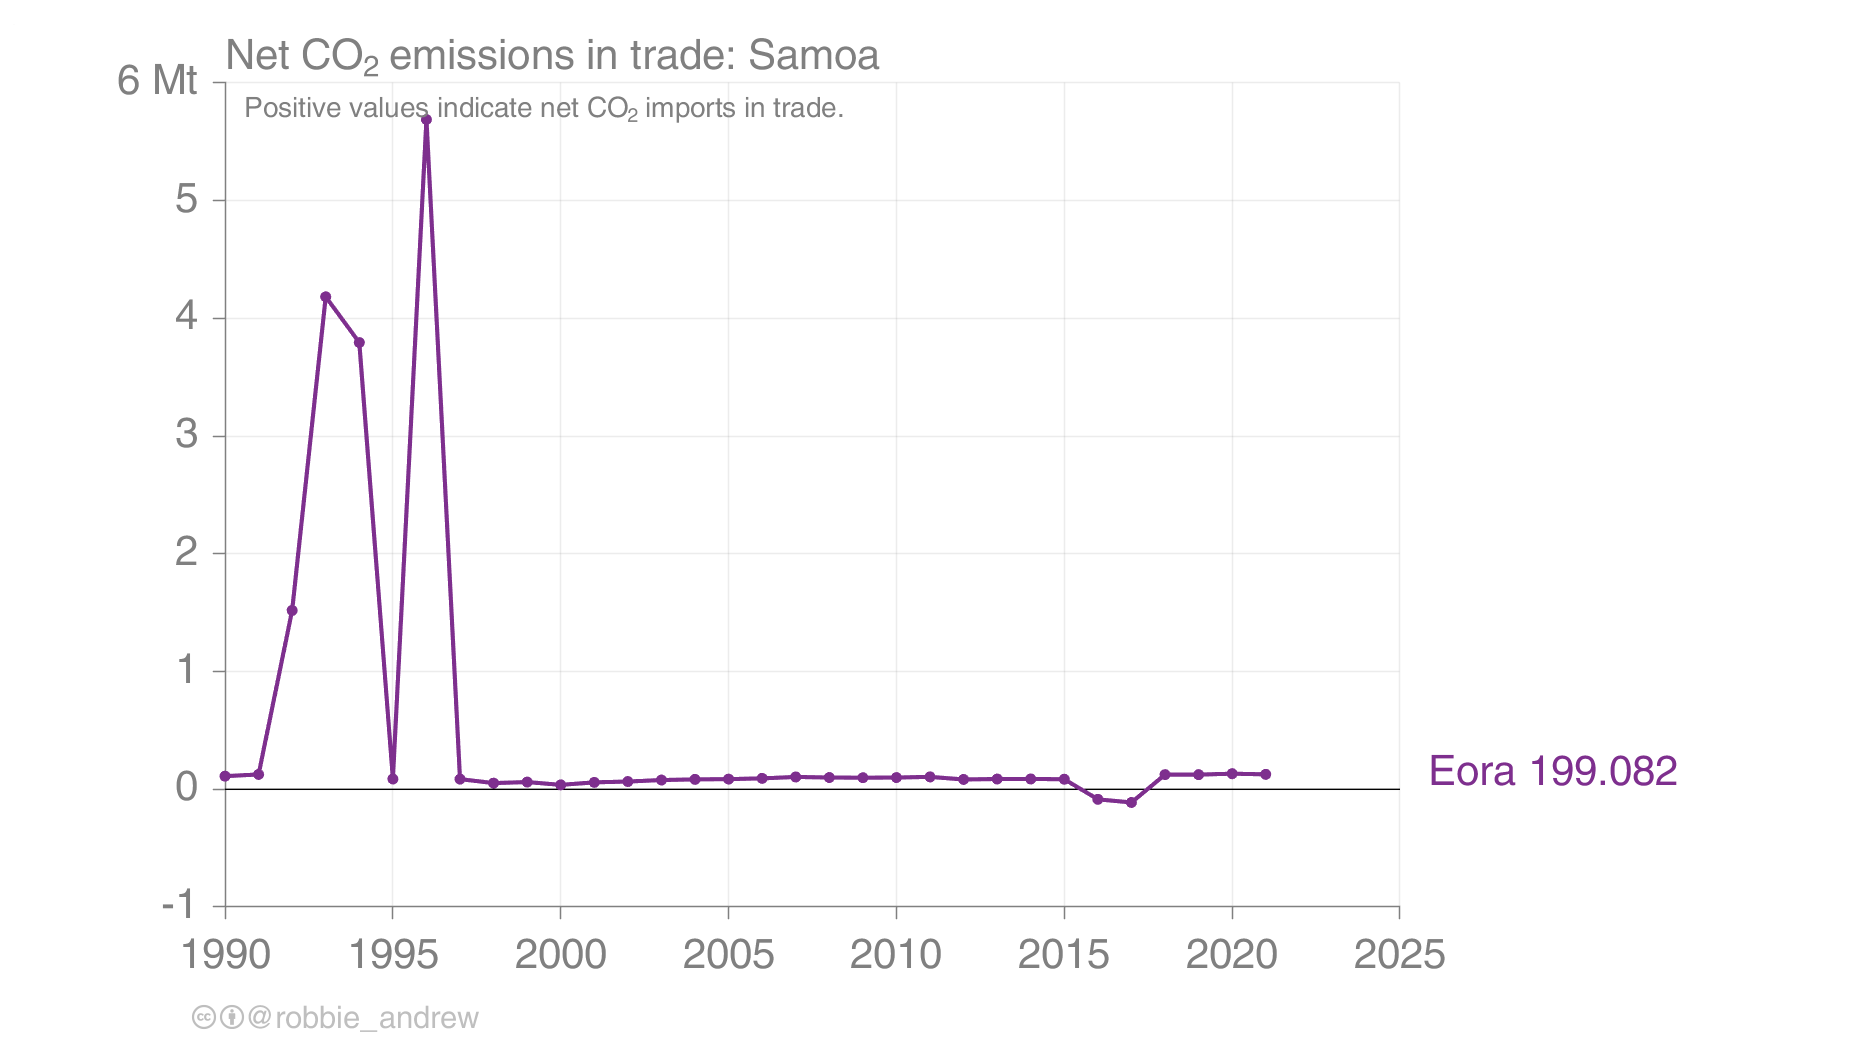 Net CO₂ emissions in trade: Samoa
6 Mt
Positive values indicate net CO₂ imports in trade.
5
4
3
2
1
0
Eora 199.082
-1
1990 1995 2000 2005 2010 2015 2020 2025
@robbie_andrew